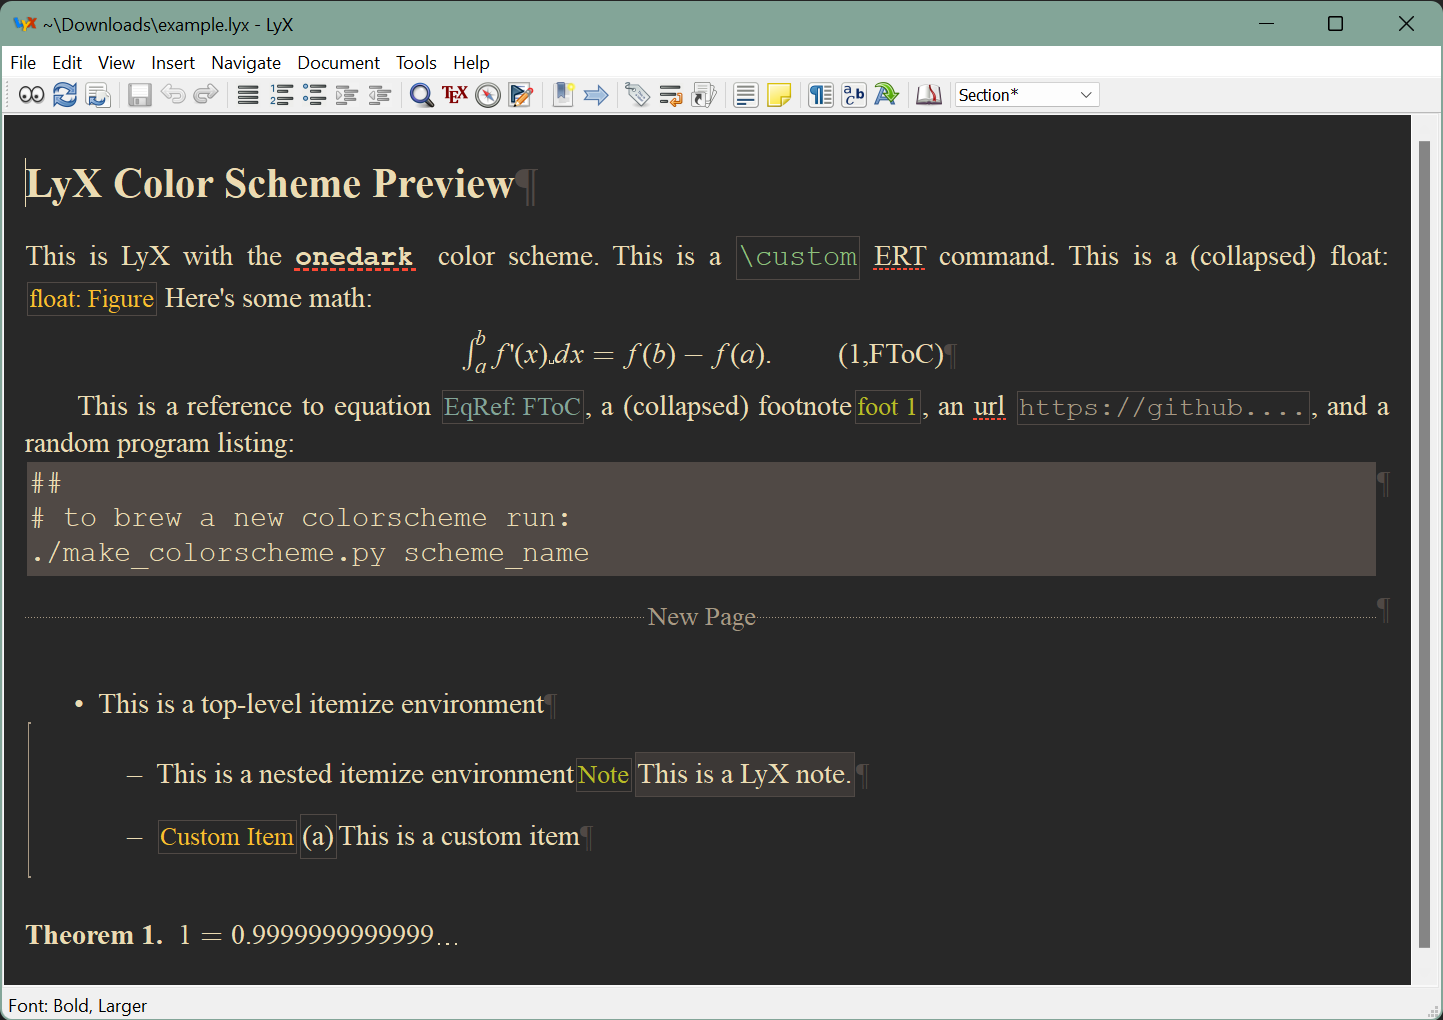 ~\Downloads\example.lyx - LyX
File Edit View Insert Navigate Document Tools Help
TEX Section*
LyX Color Scheme Preview¶
This is LyX with the onedark color scheme. This is a \custom ERT command. This is a (collapsed) float:
float: Figure Here's some math:
∫_a^b f'(x) dx = f(b) − f(a). (1,FToC)¶
This is a reference to equation EqRef: FToC, a (collapsed) footnote foot 1, an url https://github...., and a
random program listing:
## ¶
# to brew a new colorscheme run:
./make_colorscheme.py scheme_name
New Page ¶
• This is a top-level itemize environment¶
– This is a nested itemize environment Note This is a LyX note. ¶
– Custom Item (a) This is a custom item¶
Theorem 1. 1 = 0.9999999999999...
Font: Bold, Larger